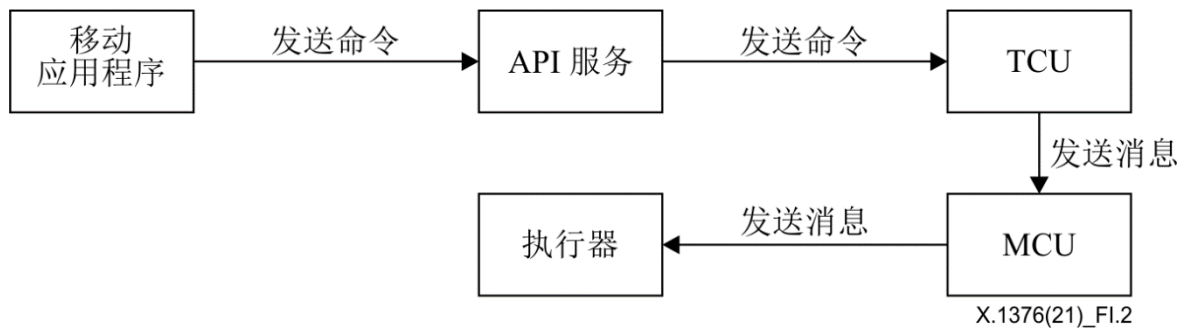 移动
应用程序
发送命令
API 服务
发送命令
TCU
发送消息
执行器
发送消息
MCU
X.1376(21)_FI.2